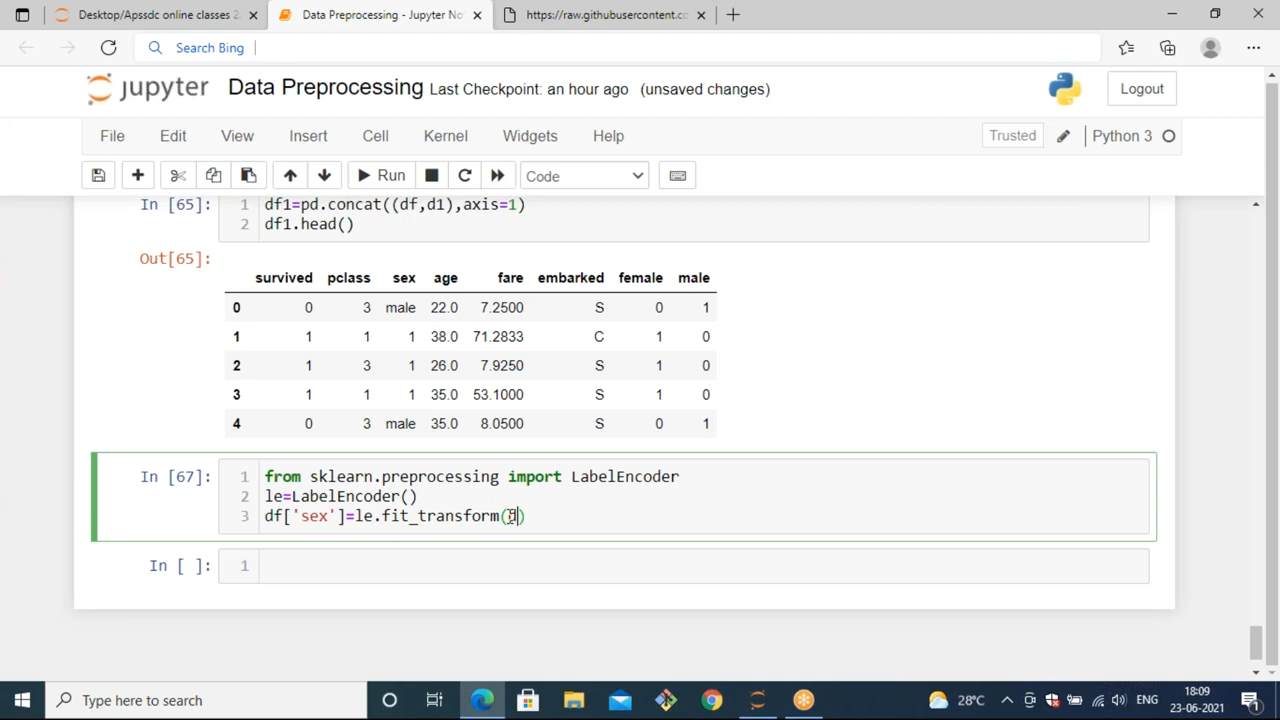 Desktop/Apssdc online classes 2
Data Preprocessing - Jupyter No
https://raw.githubusercontent.co
Search Bing
jupyter Data Preprocessing Last Checkpoint: an hour ago (unsaved changes)
Logout
File Edit View Insert Cell Kernel Widgets Help
Trusted Python 3
Run Code
In [65]: 1 df1=pd.concat((df,d1),axis=1)
2 df1.head()
Out[65]:
survived pclass sex age fare embarked female male
0 0 3 male 22.0 7.2500 S 0 1
1 1 1 1 38.0 71.2833 C 1 0
2 1 3 1 26.0 7.9250 S 1 0
3 1 1 1 35.0 53.1000 S 1 0
4 0 3 male 35.0 8.0500 S 0 1
In [67]: 1 from sklearn.preprocessing import LabelEncoder
2 le=LabelEncoder()
3 df['sex']=le.fit_transform(d)
In [ ]: 1
Type here to search
28°C
ENG
18:09
23-06-2021
1